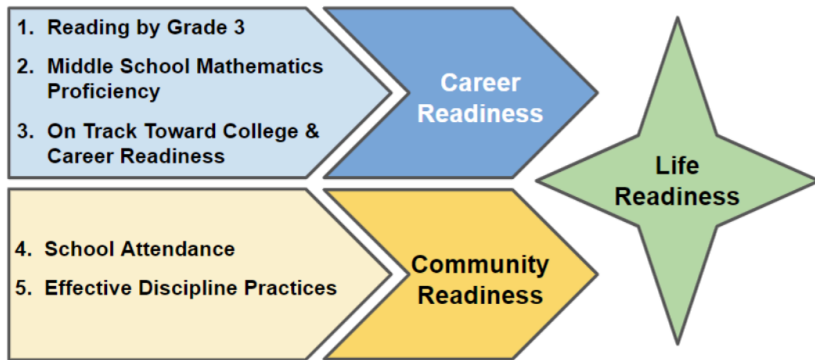 1. Reading by Grade 3
2. Middle School Mathematics
Proficiency
3. On Track Toward College &
Career Readiness
Career
Readiness
4. School Attendance
5. Effective Discipline Practices
Community
Readiness
Life
Readiness